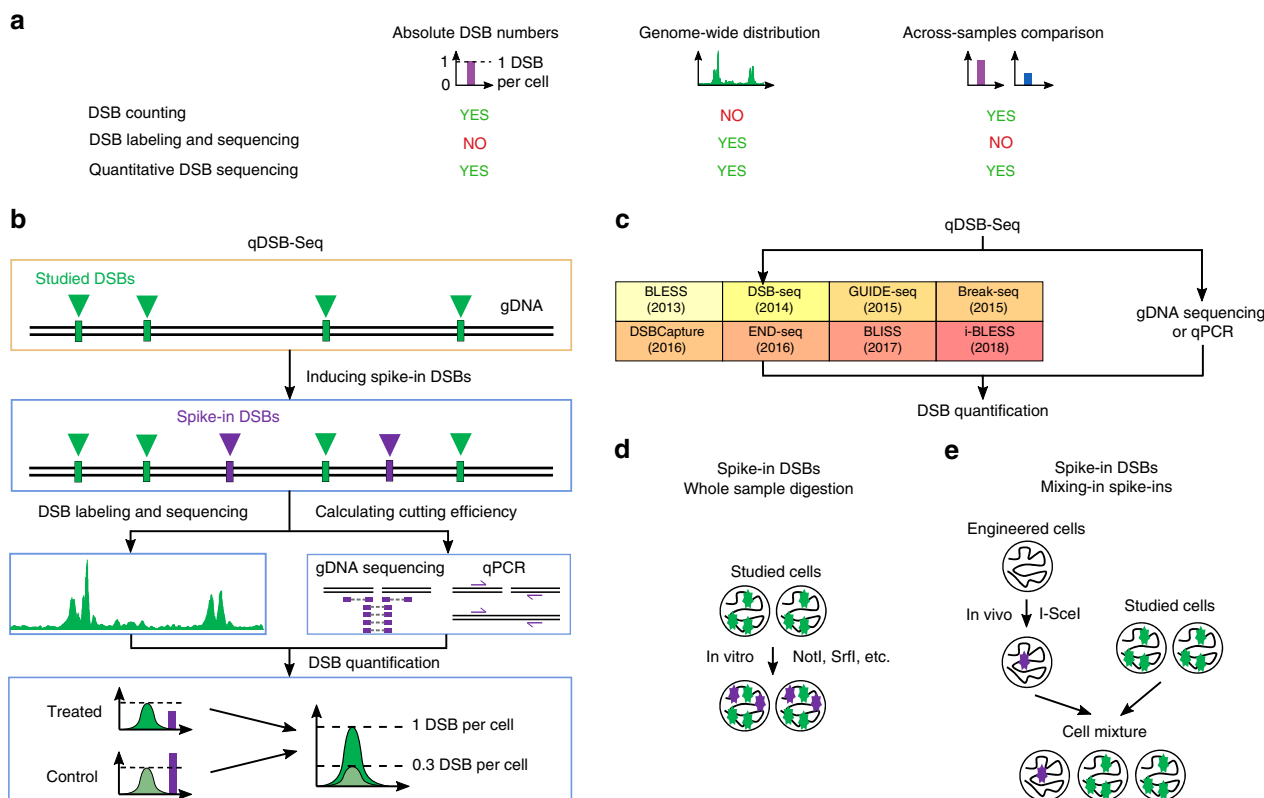 a
Absolute DSB numbers
Genome-wide distribution
Across-samples comparison
1
0
1 DSB
per cell
DSB counting YES NO YES
DSB labeling and sequencing NO YES NO
Quantitative DSB sequencing YES YES YES
b
qDSB-Seq
Studied DSBs
gDNA
Inducing spike-in DSBs
Spike-in DSBs
DSB labeling and sequencing
Calculating cutting efficiency
gDNA sequencing
qPCR
DSB quantification
Treated
Control
1 DSB per cell
0.3 DSB per cell
c
qDSB-Seq
BLESS
(2013)
DSB-seq
(2014)
GUIDE-seq
(2015)
Break-seq
(2015)
DSBCapture
(2016)
END-seq
(2016)
BLISS
(2017)
i-BLESS
(2018)
gDNA sequencing
or qPCR
DSB quantification
d
Spike-in DSBs
Whole sample digestion
Studied cells
In vitro
NotI, SrfI, etc.
e
Spike-in DSBs
Mixing-in spike-ins
Engineered cells
In vivo
I-SceI
Studied cells
Cell mixture